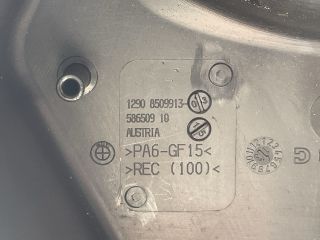 1290 8509913-
586509 10
AUSTRIA
>PA6-GF15<
>REC (100)<